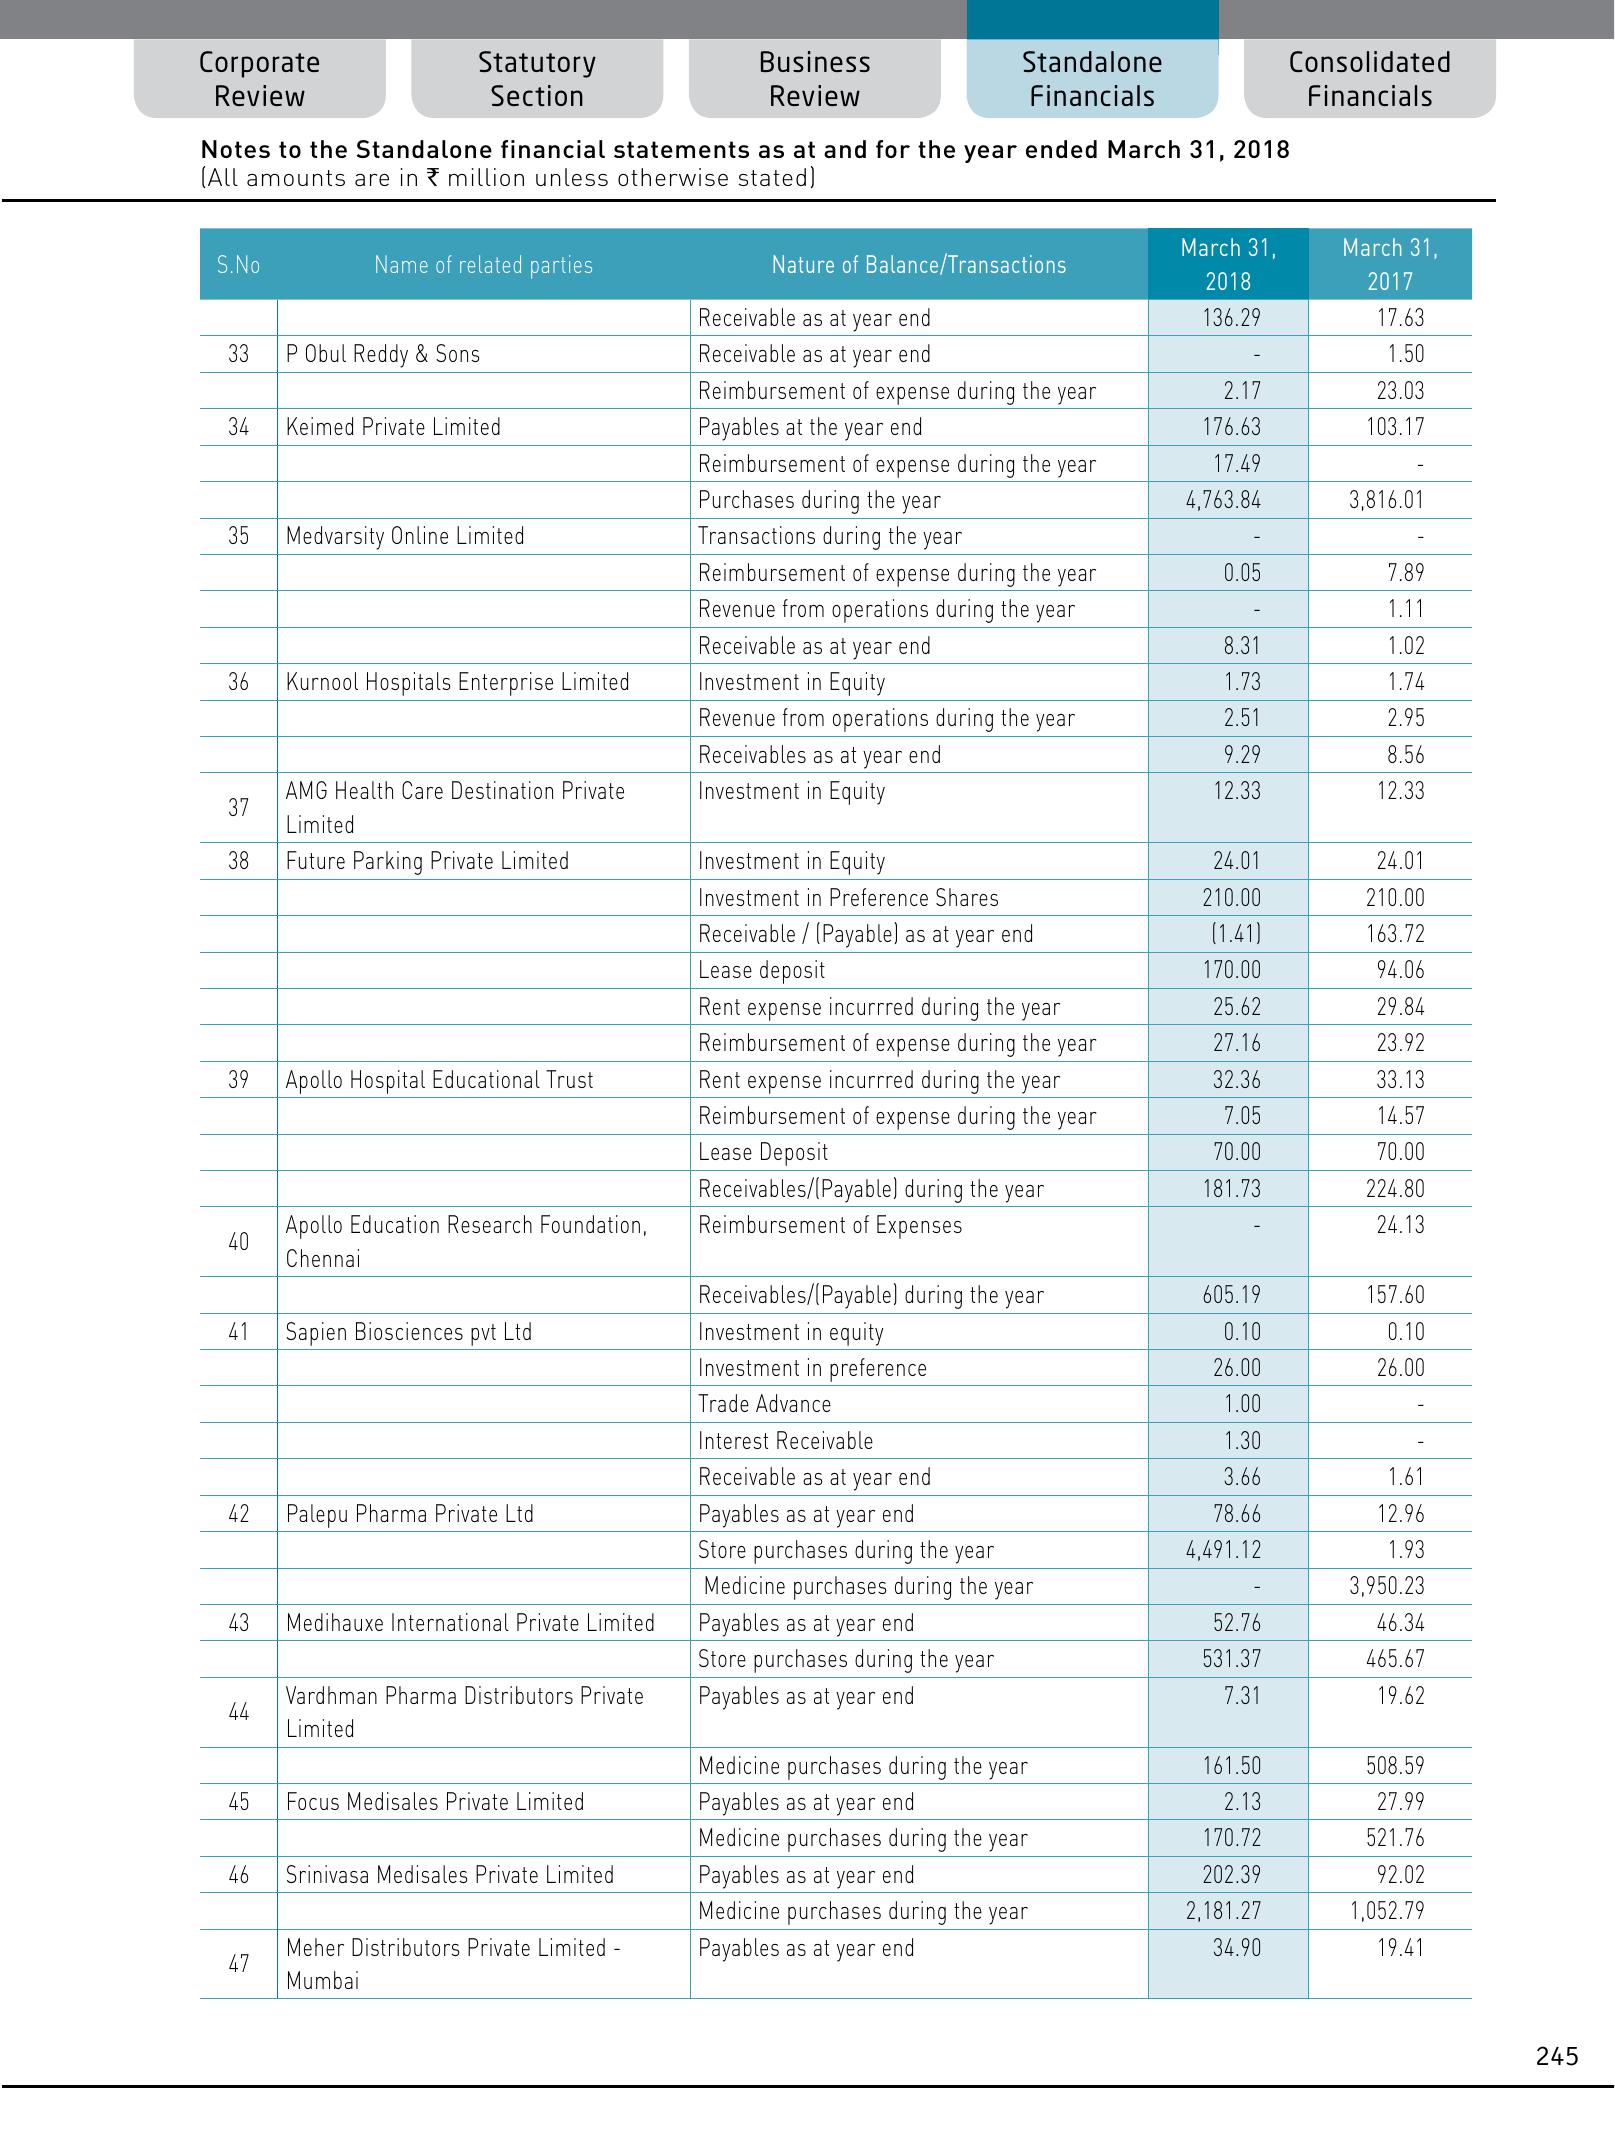 Corporate Review
Statutory Section
Business Review
Standalone Financials
Consolidated Financials
Notes to the Standalone financial statements as at and for the year ended March 31, 2018
(All amounts are in ₹ million unless otherwise stated)
S.No Name of related parties Nature of Balance/Transactions March 31, 2018 March 31, 2017
Receivable as at year end 136.29 17.63
33 P Obul Reddy & Sons Receivable as at year end - 1.50
Reimbursement of expense during the year 2.17 23.03
34 Keimed Private Limited Payables at the year end 176.63 103.17
Reimbursement of expense during the year 17.49 -
Purchases during the year 4,763.84 3,816.01
35 Medvarsity Online Limited Transactions during the year - -
Reimbursement of expense during the year 0.05 7.89
Revenue from operations during the year - 1.11
Receivable as at year end 8.31 1.02
36 Kurnool Hospitals Enterprise Limited Investment in Equity 1.73 1.74
Revenue from operations during the year 2.51 2.95
Receivables as at year end 9.29 8.56
37 AMG Health Care Destination Private Limited Investment in Equity 12.33 12.33
38 Future Parking Private Limited Investment in Equity 24.01 24.01
Investment in Preference Shares 210.00 210.00
Receivable / (Payable) as at year end (1.41) 163.72
Lease deposit 170.00 94.06
Rent expense incurrred during the year 25.62 29.84
Reimbursement of expense during the year 27.16 23.92
39 Apollo Hospital Educational Trust Rent expense incurrred during the year 32.36 33.13
Reimbursement of expense during the year 7.05 14.57
Lease Deposit 70.00 70.00
Receivables/(Payable) during the year 181.73 224.80
40 Apollo Education Research Foundation, Chennai Reimbursement of Expenses - 24.13
Receivables/(Payable) during the year 605.19 157.60
41 Sapien Biosciences pvt Ltd Investment in equity 0.10 0.10
Investment in preference 26.00 26.00
Trade Advance 1.00 -
Interest Receivable 1.30 -
Receivable as at year end 3.66 1.61
42 Palepu Pharma Private Ltd Payables as at year end 78.66 12.96
Store purchases during the year 4,491.12 1.93
Medicine purchases during the year - 3,950.23
43 Medihauxe International Private Limited Payables as at year end 52.76 46.34
Store purchases during the year 531.37 465.67
44 Vardhman Pharma Distributors Private Limited Payables as at year end 7.31 19.62
Medicine purchases during the year 161.50 508.59
45 Focus Medisales Private Limited Payables as at year end 2.13 27.99
Medicine purchases during the year 170.72 521.76
46 Srinivasa Medisales Private Limited Payables as at year end 202.39 92.02
Medicine purchases during the year 2,181.27 1,052.79
47 Meher Distributors Private Limited - Mumbai Payables as at year end 34.90 19.41
245